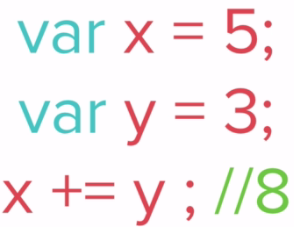 var x = 5;
var y = 3;
x += y ; //8